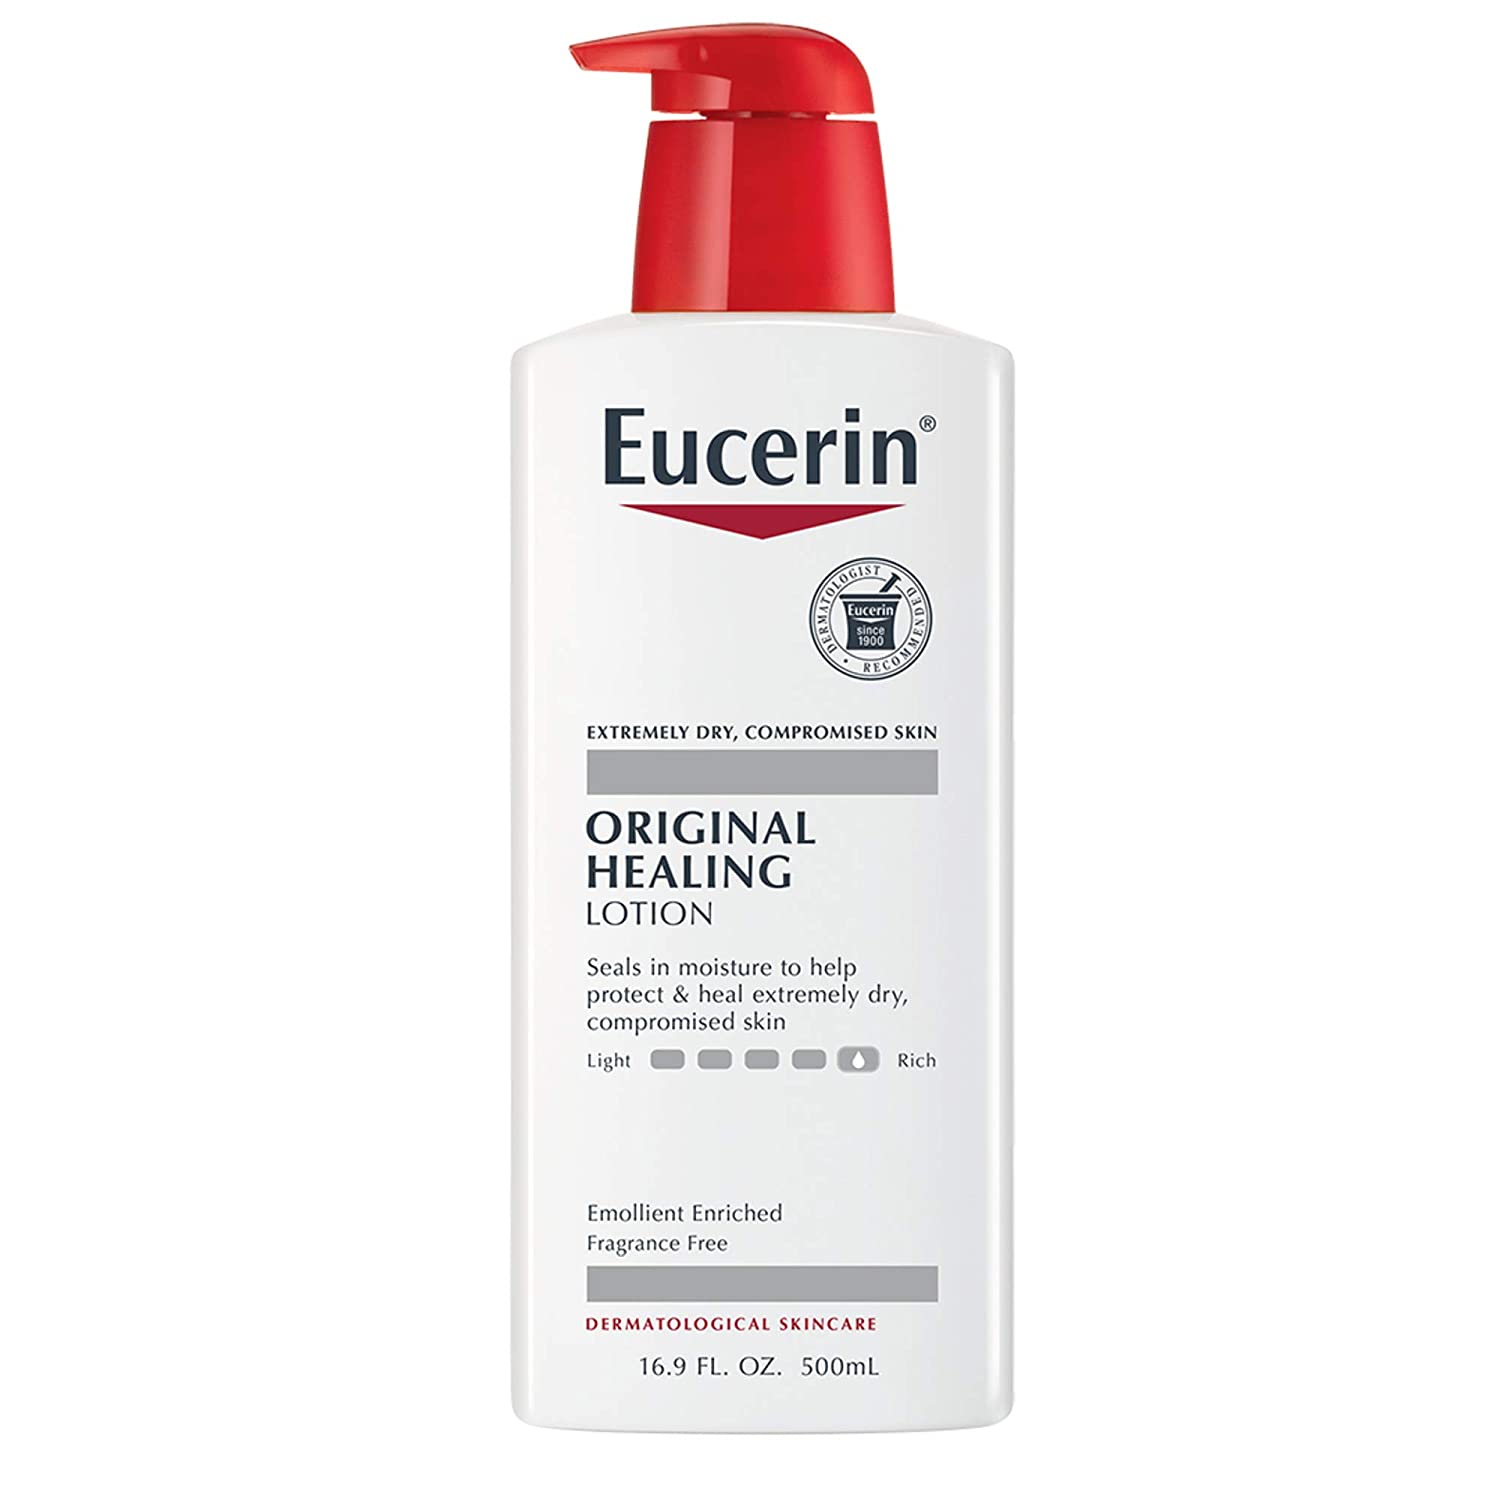 Eucerin®
DERMATOLOGIST RECOMMENDED •
Eucerin
since
1900
EXTREMELY DRY, COMPROMISED SKIN
ORIGINAL
HEALING
LOTION
Seals in moisture to help
protect & heal extremely dry,
compromised skin
Light Rich
Emollient Enriched
Fragrance Free
DERMATOLOGICAL SKINCARE
16.9 FL. OZ. 500mL